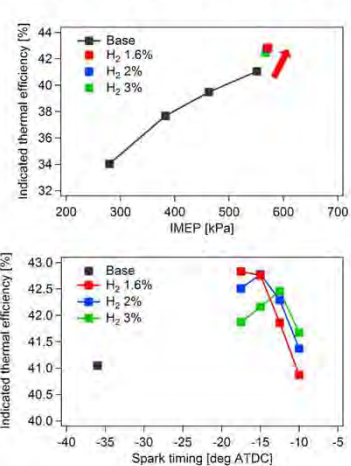 44
42
40
38
36
34
32
Indicated thermal efficiency [%]
Base
H2 1.6%
H2 2%
H2 3%
200 300 400 500 600 700
IMEP [kPa]
43.0
42.5
42.0
41.5
41.0
40.5
40.0
Indicated thermal efficiency [%]
Base
H2 1.6%
H2 2%
H2 3%
-40 -35 -30 -25 -20 -15 -10 -5
Spark timing [deg ATDC]